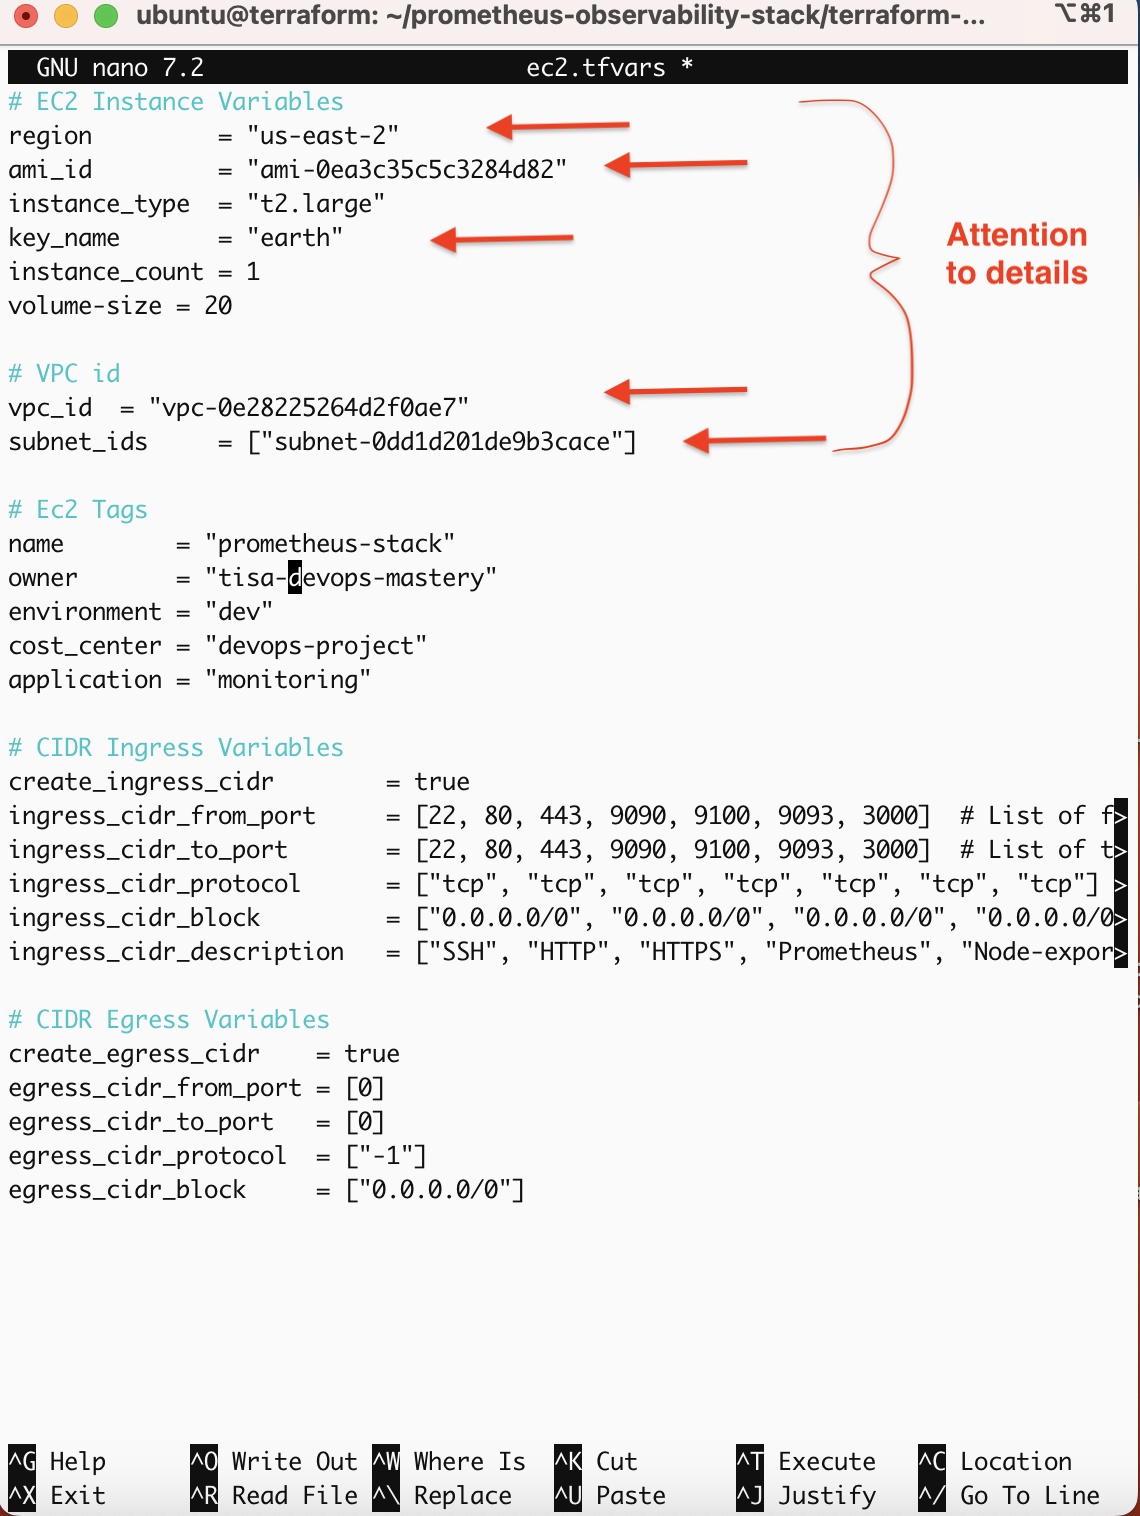 ubuntu@terraform: ~/prometheus-observability-stack/terraform-... ⌥⌘1
GNU nano 7.2 ec2.tfvars *
# EC2 Instance Variables
region = "us-east-2"
ami_id = "ami-0ea3c35c5c3284d82"
instance_type = "t2.large"
key_name = "earth"
Attention
to details
instance_count = 1
volume-size = 20
# VPC id
vpc_id = "vpc-0e28225264d2f0ae7"
subnet_ids = ["subnet-0dd1d201de9b3cace"]
# Ec2 Tags
name = "prometheus-stack"
owner = "tisa-devops-mastery"
environment = "dev"
cost_center = "devops-project"
application = "monitoring"
# CIDR Ingress Variables
create_ingress_cidr = true
ingress_cidr_from_port = [22, 80, 443, 9090, 9100, 9093, 3000] # List of f>
ingress_cidr_to_port = [22, 80, 443, 9090, 9100, 9093, 3000] # List of t>
ingress_cidr_protocol = ["tcp", "tcp", "tcp", "tcp", "tcp", "tcp", "tcp"] >
ingress_cidr_block = ["0.0.0.0/0", "0.0.0.0/0", "0.0.0.0/0", "0.0.0.0/0>
ingress_cidr_description = ["SSH", "HTTP", "HTTPS", "Prometheus", "Node-expor>
# CIDR Egress Variables
create_egress_cidr = true
egress_cidr_from_port = [0]
egress_cidr_to_port = [0]
egress_cidr_protocol = ["-1"]
egress_cidr_block = ["0.0.0.0/0"]
^G Help ^O Write Out ^W Where Is ^K Cut ^T Execute ^C Location
^X Exit ^R Read File ^\ Replace ^U Paste ^J Justify ^/ Go To Line